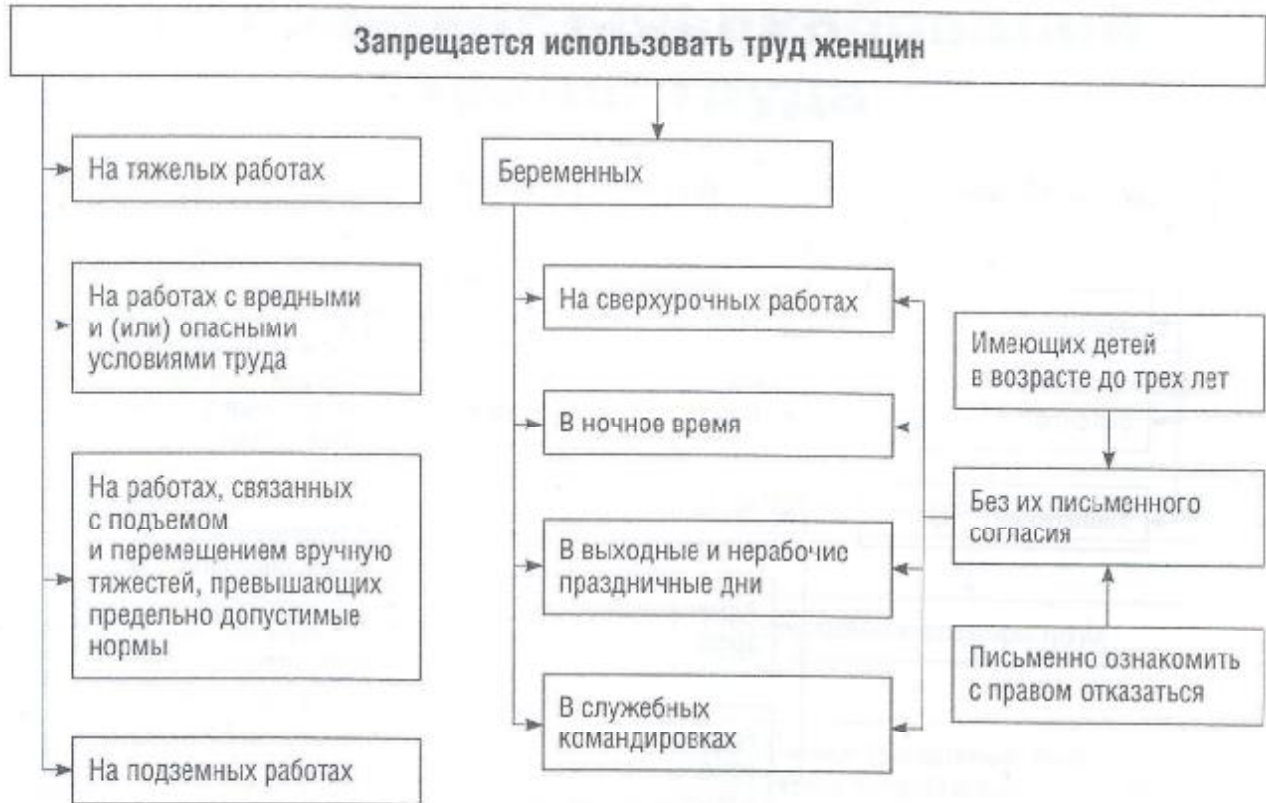 Запрещается использовать труд женщин
На тяжелых работах
На работах с вредными
и (или) опасными
условиями труда
На работах, связанных
с подъемом
и перемещением вручную
тяжестей, превышающих
предельно допустимые
нормы
На подземных работах
Беременных
На сверхурочных работах
В ночное время
В выходные и нерабочие
праздничные дни
В служебных
командировках
Имеющих детей
в возрасте до трех лет
Без их письменного
согласия
Письменно ознакомить
с правом отказаться